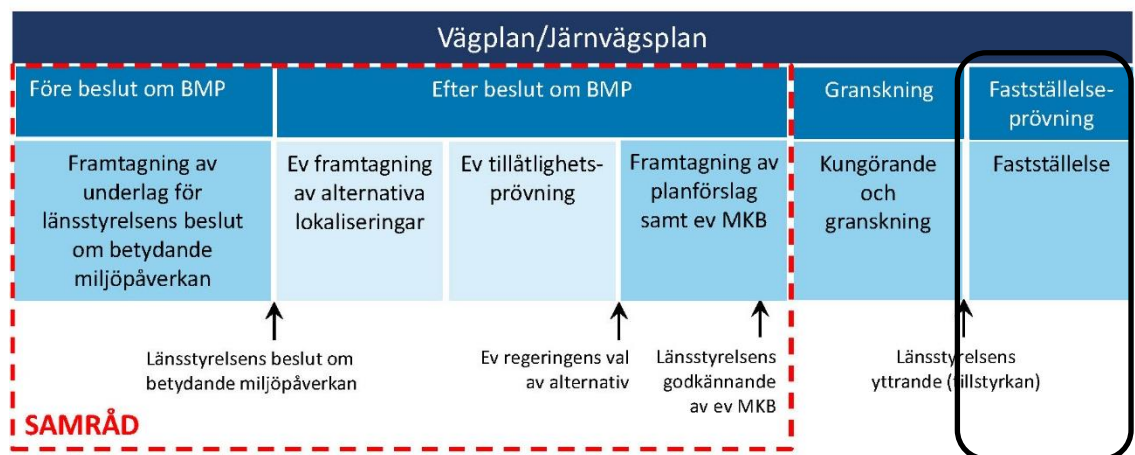 Vägplan/Järnvägsplan
Före beslut om BMP
Efter beslut om BMP
Granskning
Fastställelse-
prövning
Framtagning av
underlag för
länsstyrelsens beslut
om betydande
miljöpåverkan
Ev framtagning
av alternativa
lokaliseringar
Ev tillåtlighets-
prövning
Framtagning av
planförslag
samt ev MKB
Kungörande
och
granskning
Fastställelse
Länsstyrelsens beslut om
betydande miljöpåverkan
Ev regeringens val
av alternativ
Länsstyrelsens
godkännande
av ev MKB
Länsstyrelsens
yttrande (tillstyrkan)
SAMRÅD